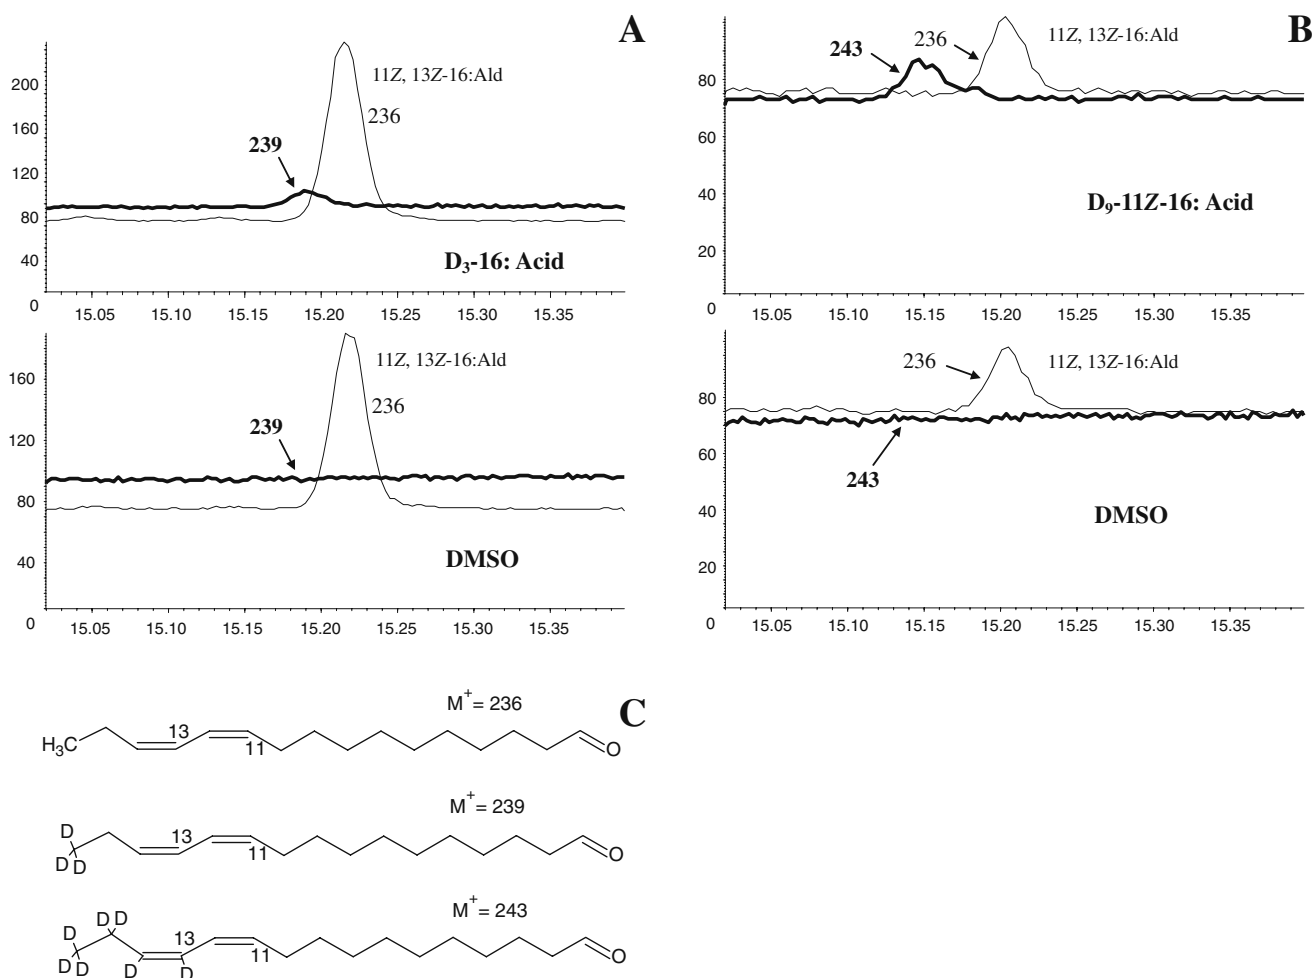 A
200
160
120
80
40
0
11Z, 13Z-16:Ald
236
239
D₃-16: Acid
15.05 15.10 15.15 15.20 15.25 15.30 15.35
160
120
80
40
0
11Z, 13Z-16:Ald
236
239
DMSO
15.05 15.10 15.15 15.20 15.25 15.30 15.35
B
80
60
40
20
0
243
236
11Z, 13Z-16:Ald
D₉-11Z-16: Acid
15.05 15.10 15.15 15.20 15.25 15.30 15.35
80
60
40
20
0
236
11Z, 13Z-16:Ald
243
DMSO
15.05 15.10 15.15 15.20 15.25 15.30 15.35
C
M⁺= 236
H₃C
13
11
O
M⁺= 239
D
D D
13
11
O
M⁺= 243
D D
D
D D
13
11
D
D
O